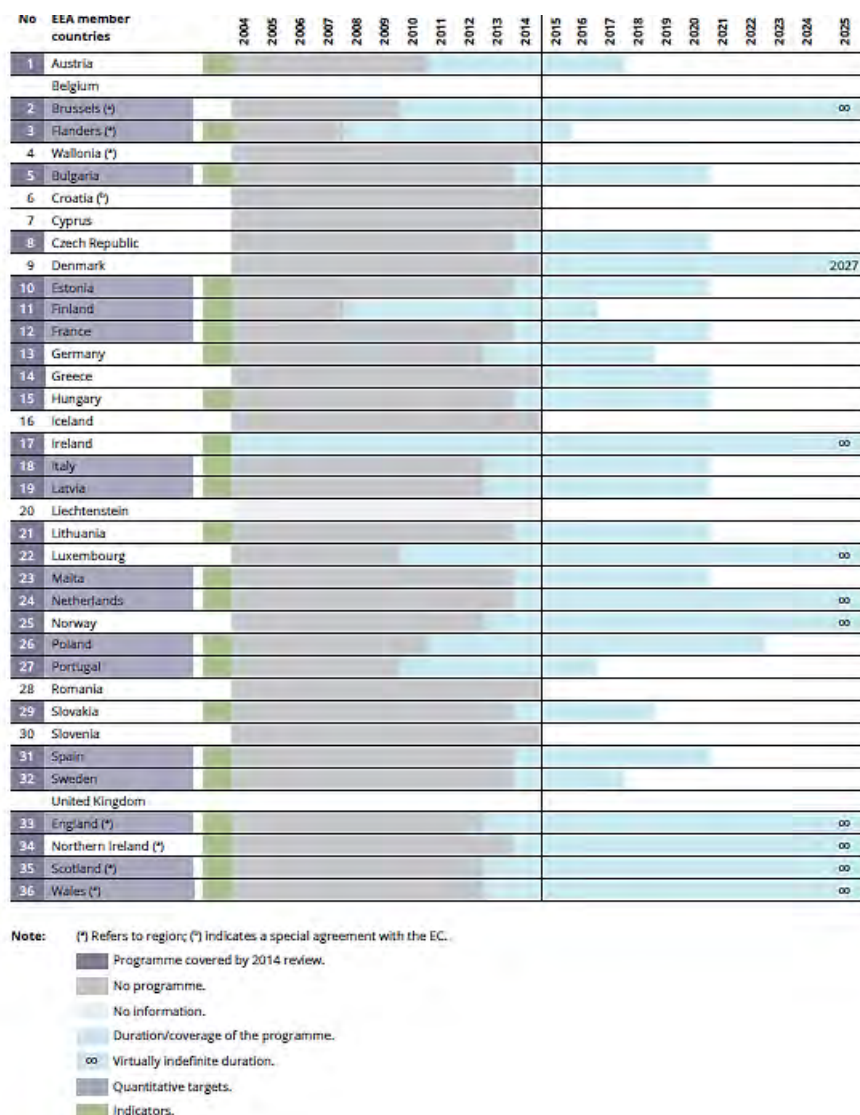 No EEA member countries 2004 2005 2006 2007 2008 2009 2010 2011 2012 2013 2014 2015 2016 2017 2018 2019 2020 2021 2022 2023 2024 2025
1 Austria
Belgium
2 Brussels (ᵃ) ∞
3 Flanders (ᵃ)
4 Wallonia (ᵃ)
5 Bulgaria
6 Croatia (ᵇ)
7 Cyprus
8 Czech Republic
9 Denmark 2027
10 Estonia
11 Finland
12 France
13 Germany
14 Greece
15 Hungary
16 Iceland
17 Ireland ∞
18 Italy
19 Latvia
20 Liechtenstein
21 Lithuania
22 Luxembourg ∞
23 Malta
24 Netherlands ∞
25 Norway ∞
26 Poland
27 Portugal
28 Romania
29 Slovakia
30 Slovenia
31 Spain
32 Sweden
United Kingdom
33 England (ᵃ) ∞
34 Northern Ireland (ᵃ) ∞
35 Scotland (ᵃ) ∞
36 Wales (ᵃ) ∞
Note: (ᵃ) Refers to region; (ᵇ) indicates a special agreement with the EC.
Programme covered by 2014 review.
No programme.
No information.
Duration/coverage of the programme.
∞ Virtually indefinite duration.
Quantitative targets.
Indicators.